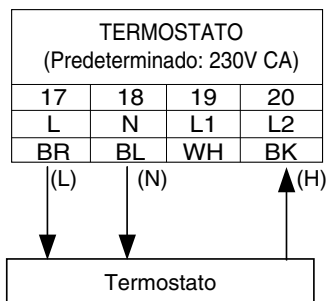 TERMOSTATO
(Predeterminado: 230V CA)
17 18 19 20
L N L1 L2
BR BL WH BK
(L) (N) (H)
Termostato